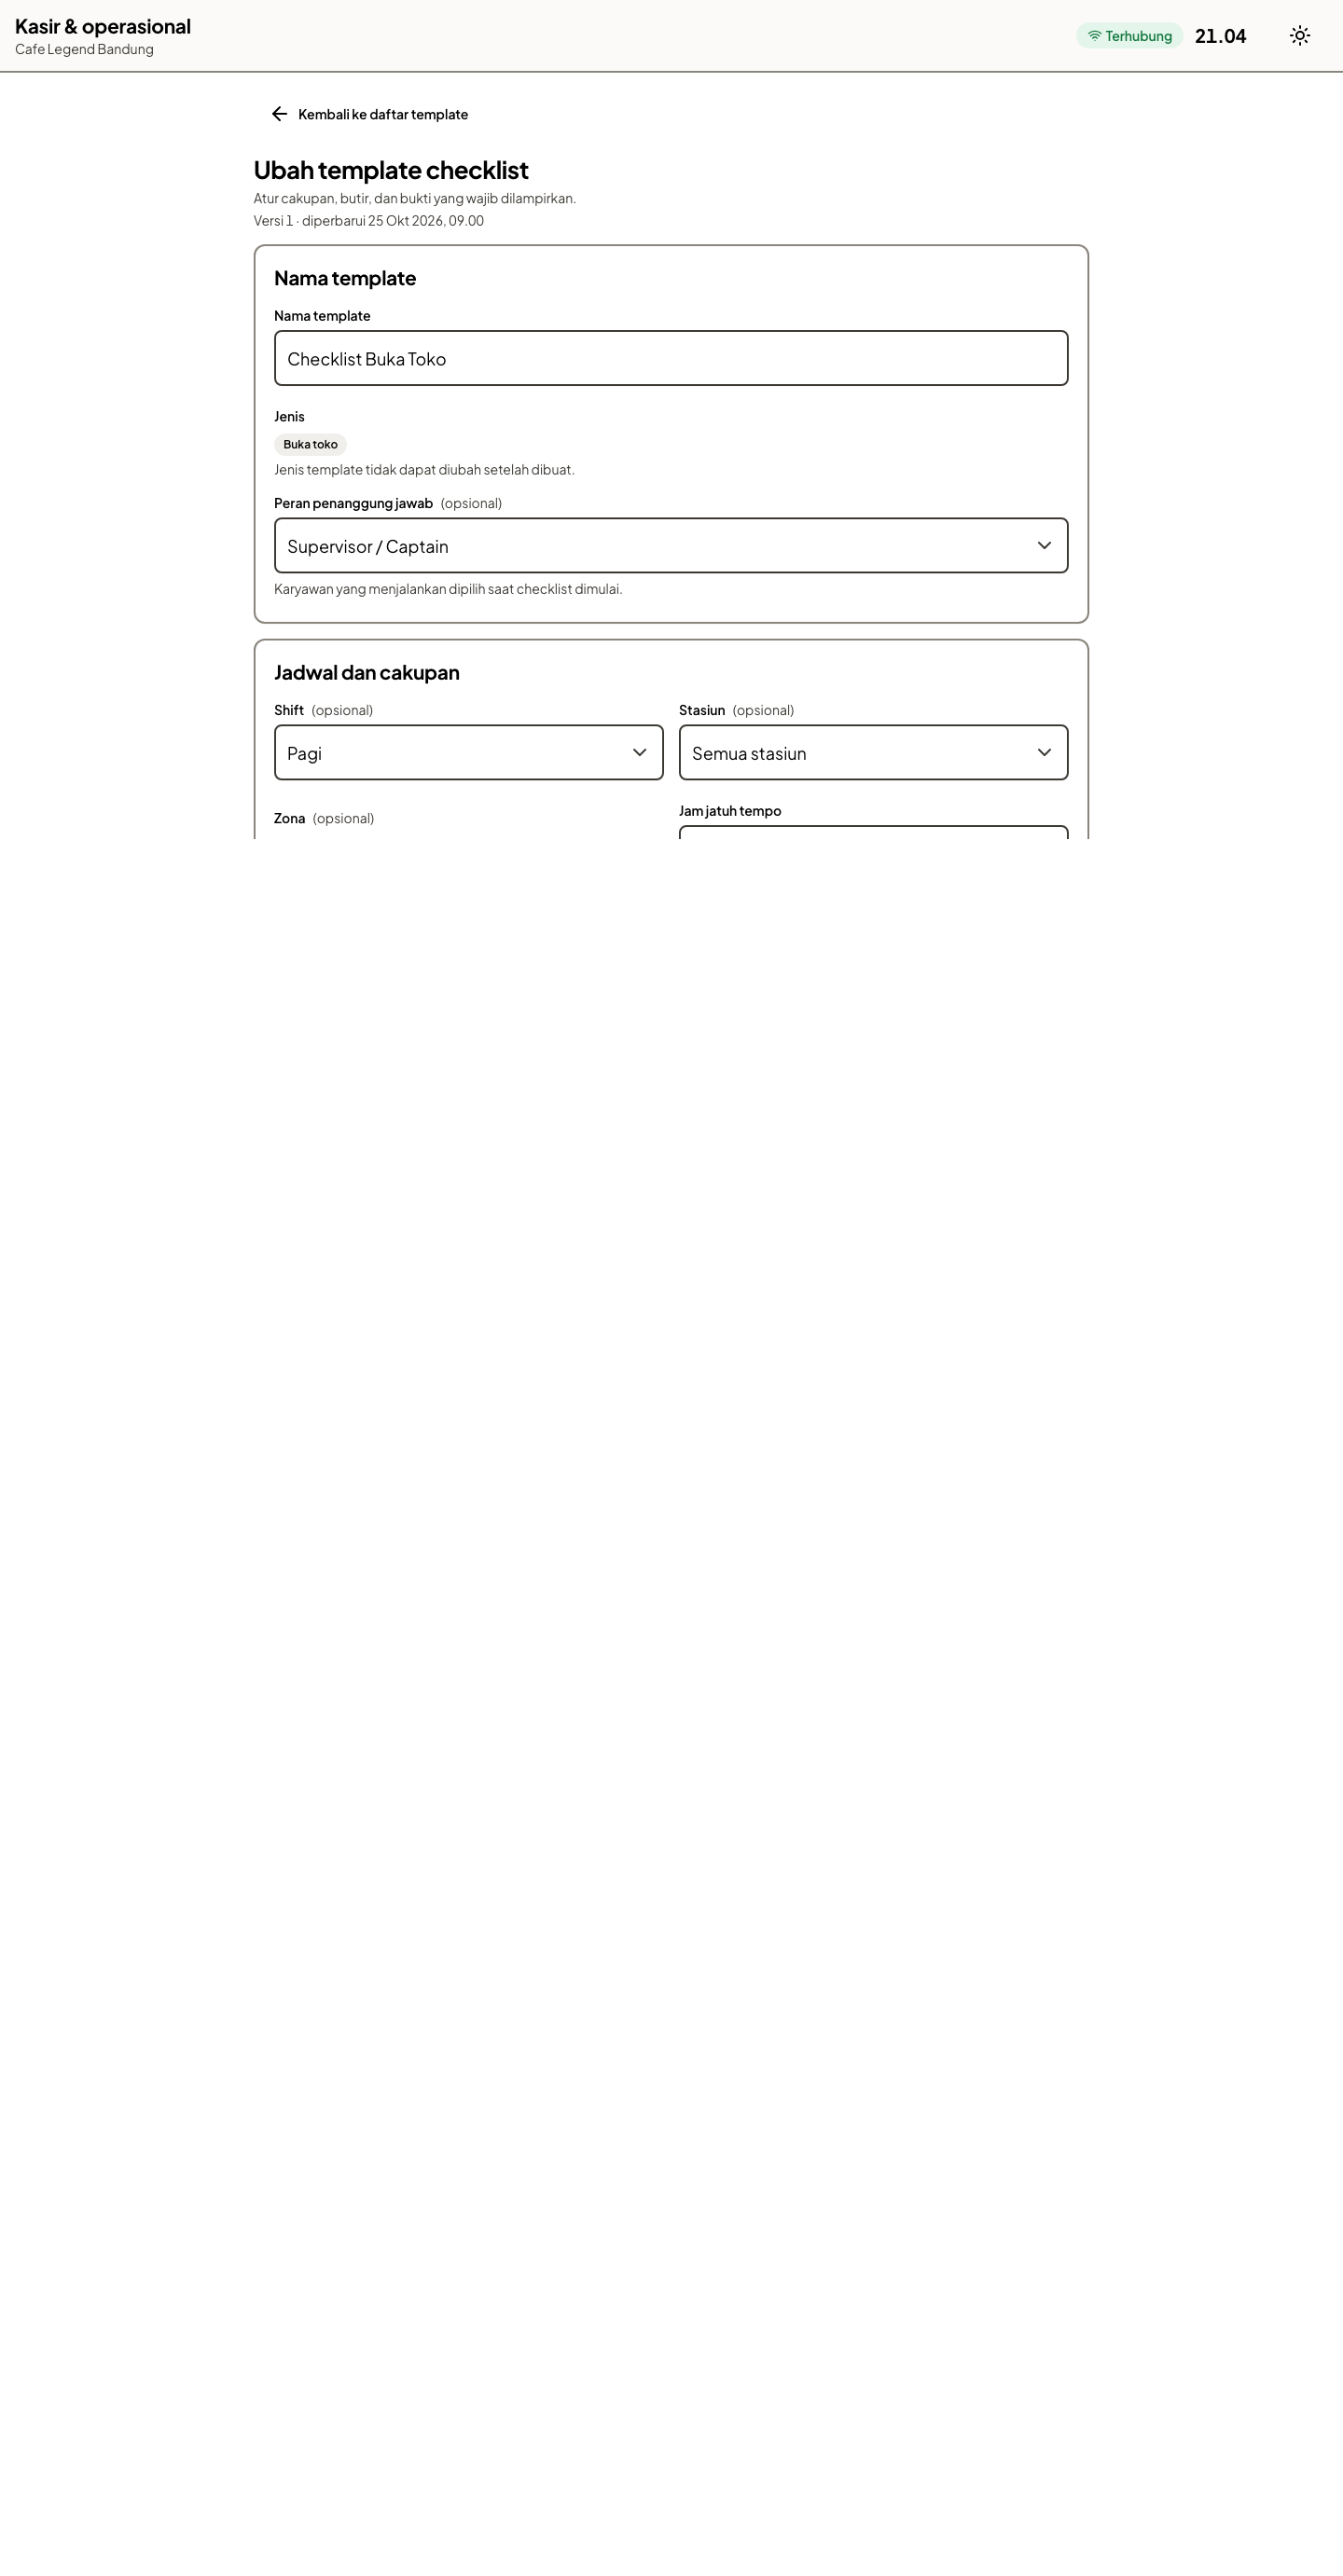 Kasir & operasional
Cafe Legend Bandung
Terhubung
21.04
Kembali ke daftar template
Ubah template checklist
Atur cakupan, butir, dan bukti yang wajib dilampirkan.
Versi 1 · diperbarui 25 Okt 2026, 09.00
Nama template
Nama template
Checklist Buka Toko
Jenis
Buka toko
Jenis template tidak dapat diubah setelah dibuat.
Peran penanggung jawab (opsional)
Supervisor / Captain
Karyawan yang menjalankan dipilih saat checklist dimulai.
Jadwal dan cakupan
Shift (opsional)
Pagi
Stasiun (opsional)
Semua stasiun
Zona (opsional)
Jam jatuh tempo